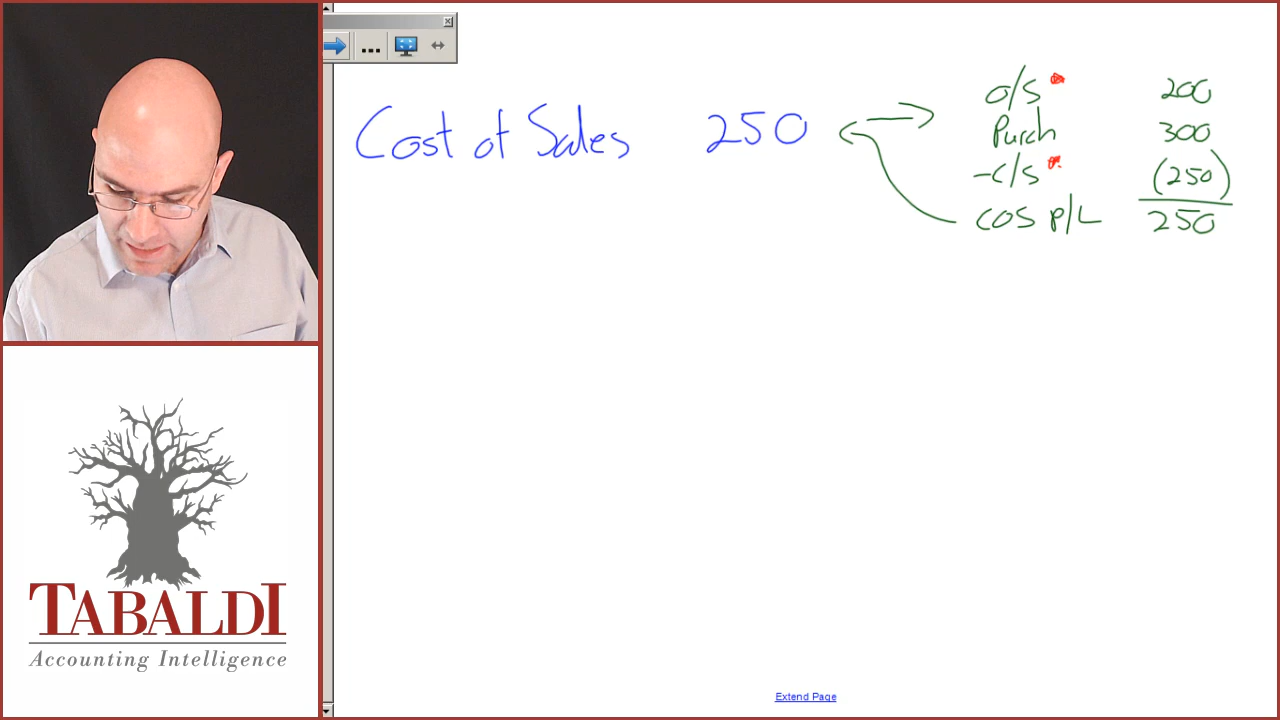 ...
Cost of Sales 250
O/S 200
Purch 300
-C/S (250)
COS P/L 250
TABALDI
Accounting Intelligence
Extend Page